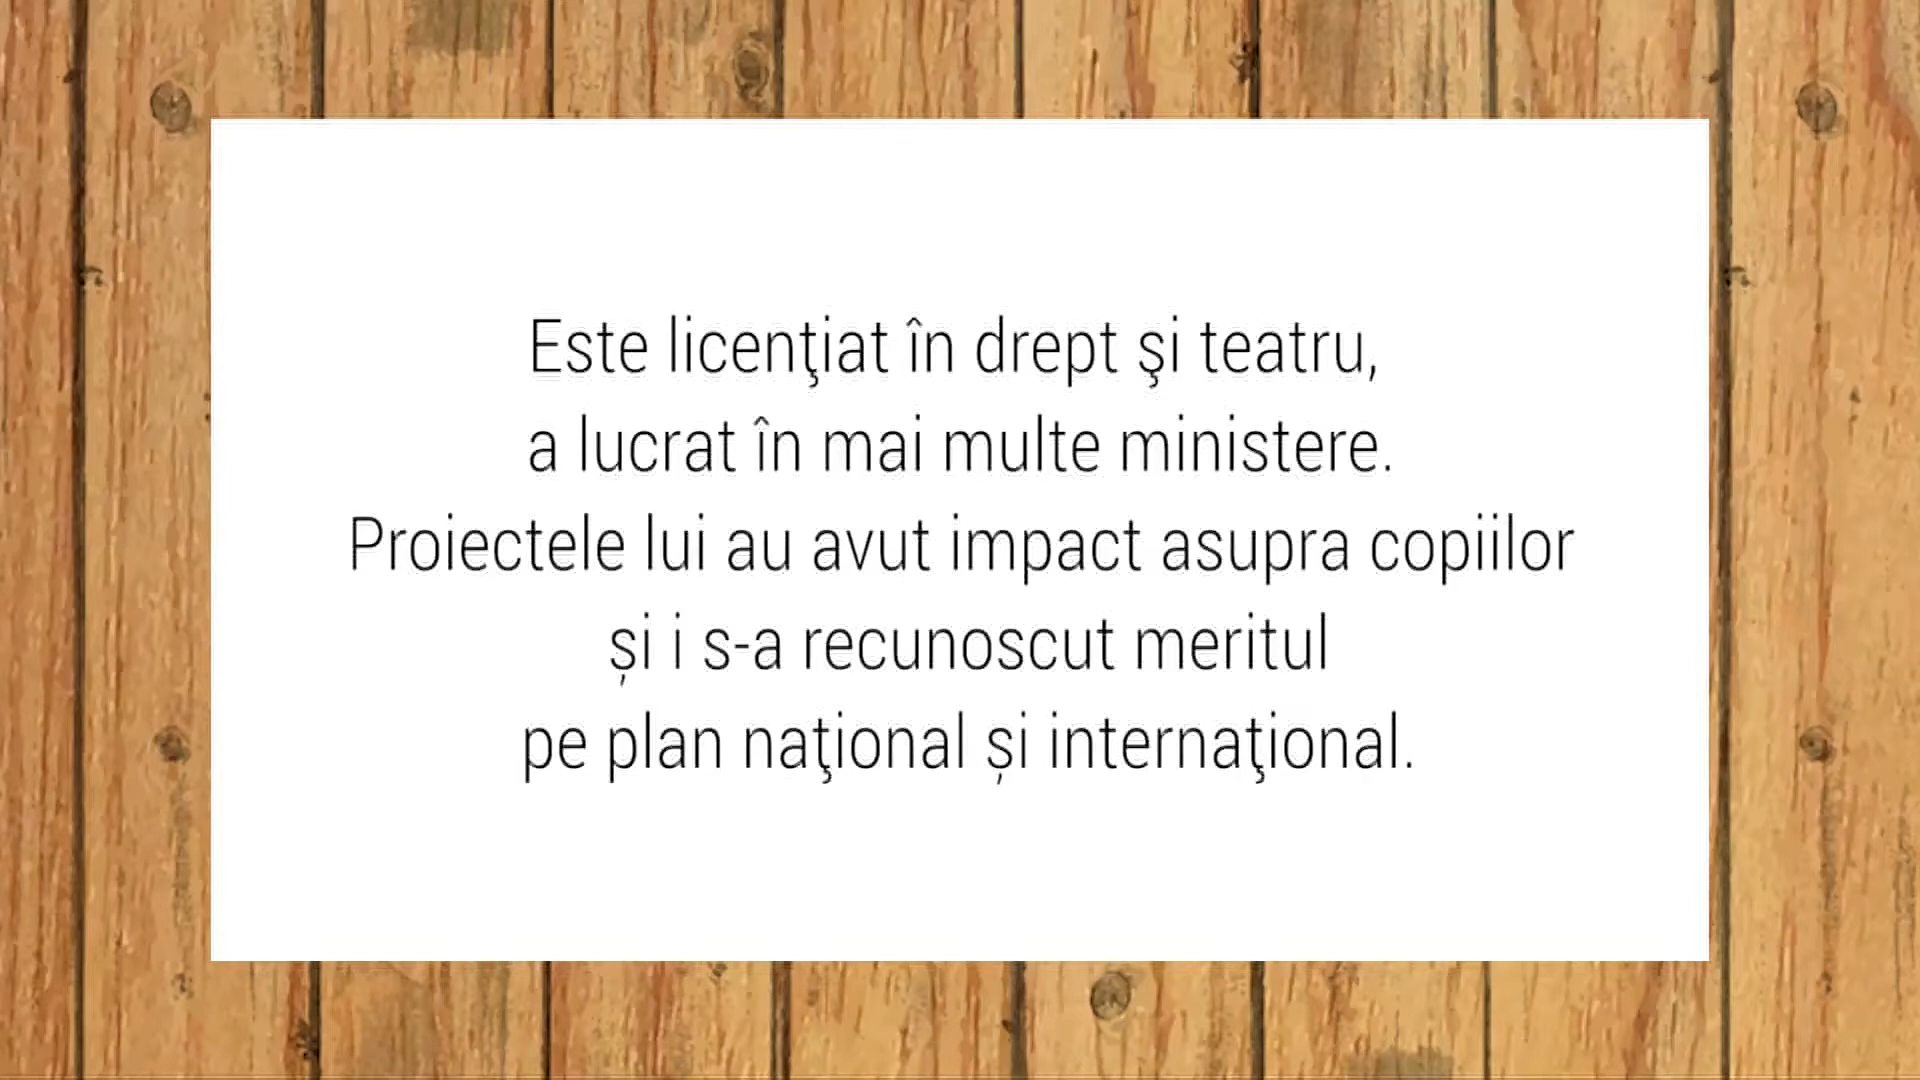 Este licenţiat în drept şi teatru,
a lucrat în mai multe ministere.
Proiectele lui au avut impact asupra copiilor
și i s-a recunoscut meritul
pe plan naţional și internaţional.